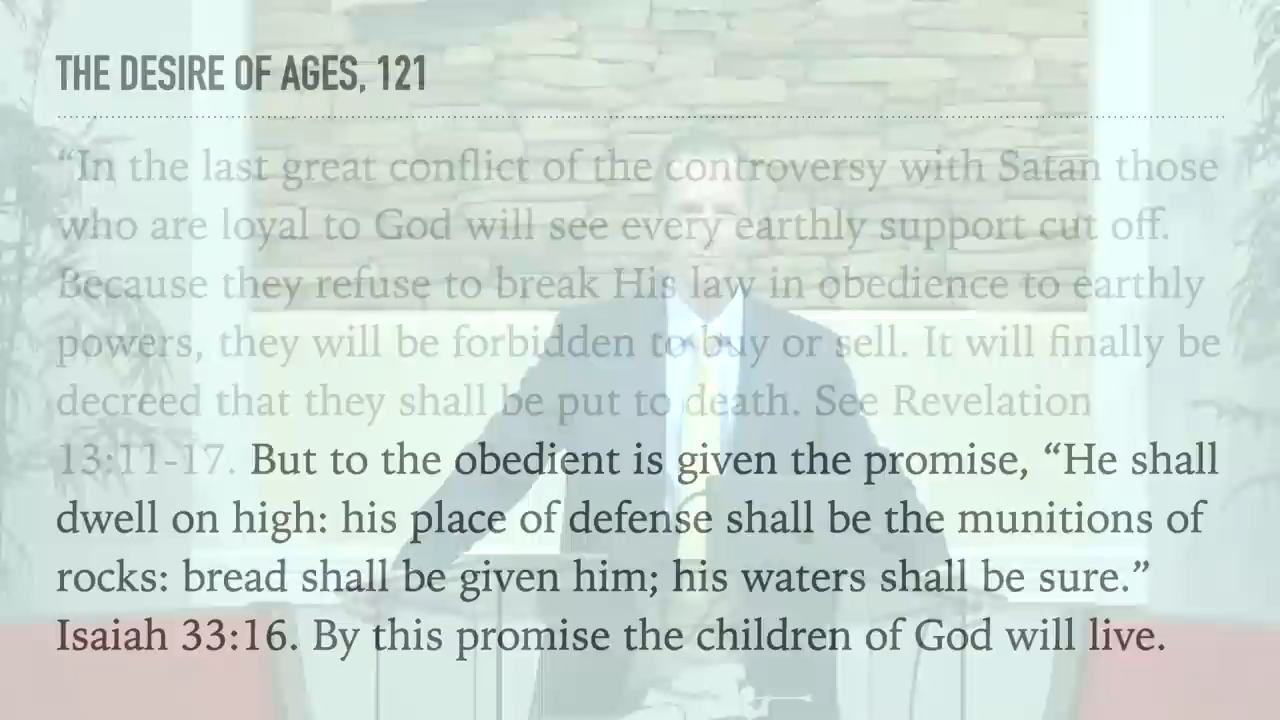 THE DESIRE OF AGES, 121
“In the last great conflict of the controversy with Satan those
who are loyal to God will see every earthly support cut off.
Because they refuse to break His law in obedience to earthly
powers, they will be forbidden to buy or sell. It will finally be
decreed that they shall be put to death. See Revelation
13:11-17. But to the obedient is given the promise, “He shall
dwell on high: his place of defense shall be the munitions of
rocks: bread shall be given him; his waters shall be sure.”
Isaiah 33:16. By this promise the children of God will live.